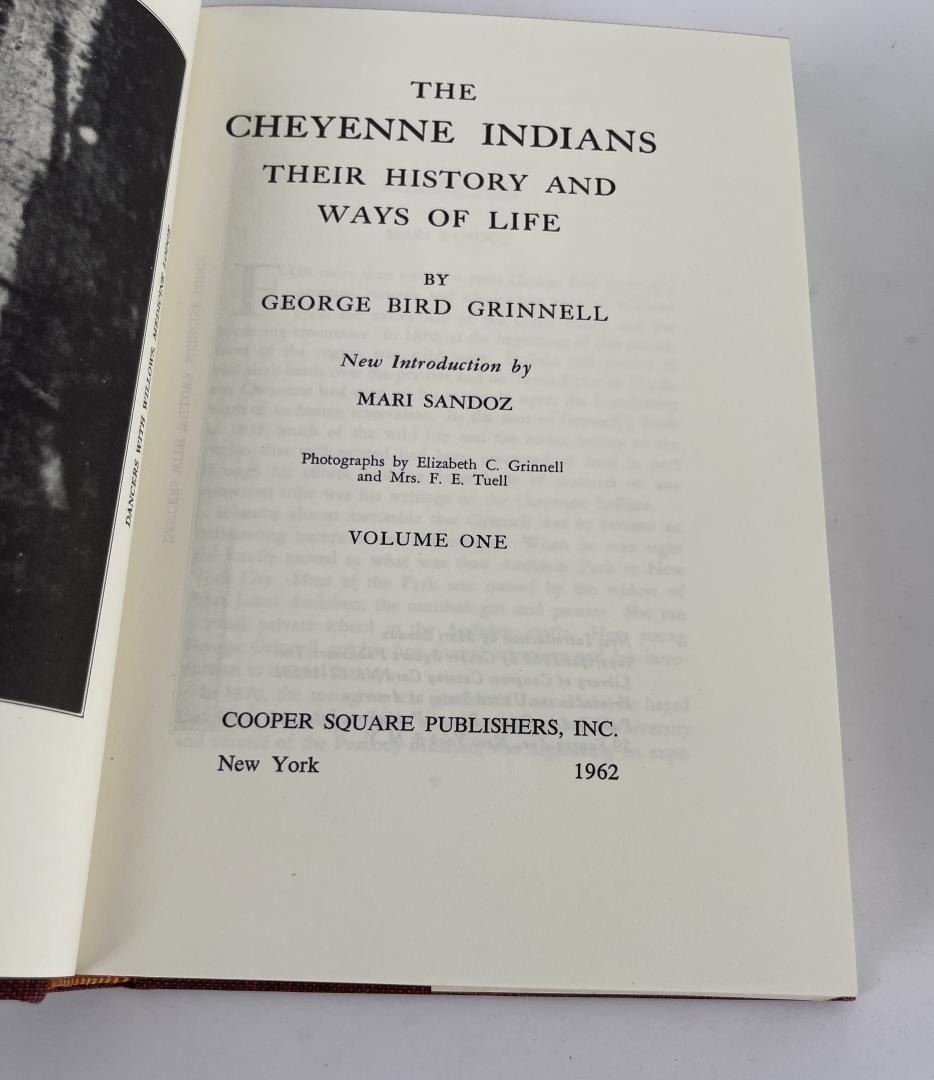 DANCERS WITH WILLOWS MEDICINE LODGE
THE
CHEYENNE INDIANS
THEIR HISTORY AND
WAYS OF LIFE
BY
GEORGE BIRD GRINNELL
New Introduction by
MARI SANDOZ
Photographs by Elizabeth C. Grinnell
and Mrs. F. E. Tuell
VOLUME ONE
COOPER SQUARE PUBLISHERS, INC.
New York 1962